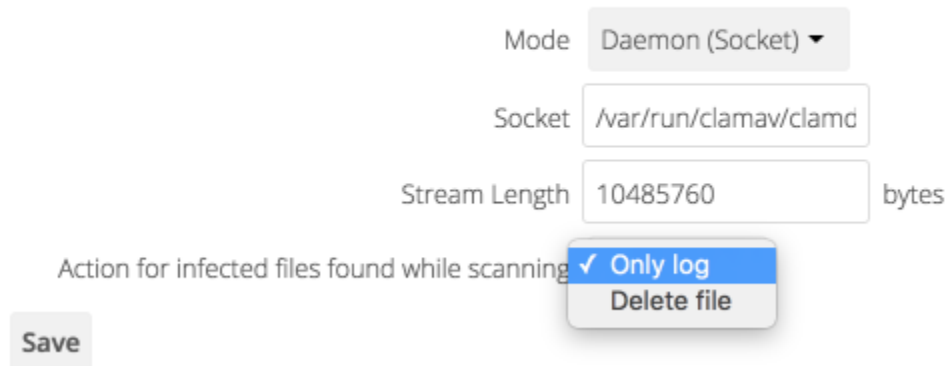 Mode Daemon (Socket)
Socket /var/run/clamav/clamd
Stream Length 10485760 bytes
Action for infected files found while scanning ✓ Only log
Delete file
Save